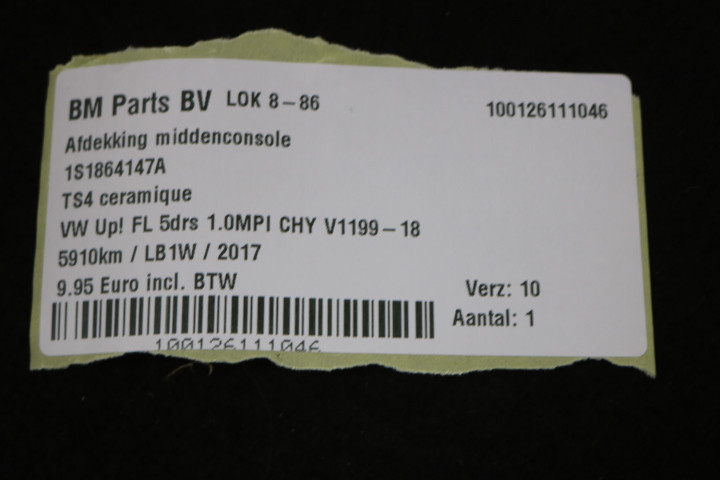 BM Parts BV LOK 8-86 100126111046
Afdekking middenconsole
1S1864147A
TS4 ceramique
VW Up! FL 5drs 1.0MPI CHY V1199-18
5910km / LB1W / 2017
9.95 Euro incl. BTW Verz: 10
Aantal: 1
100126111046